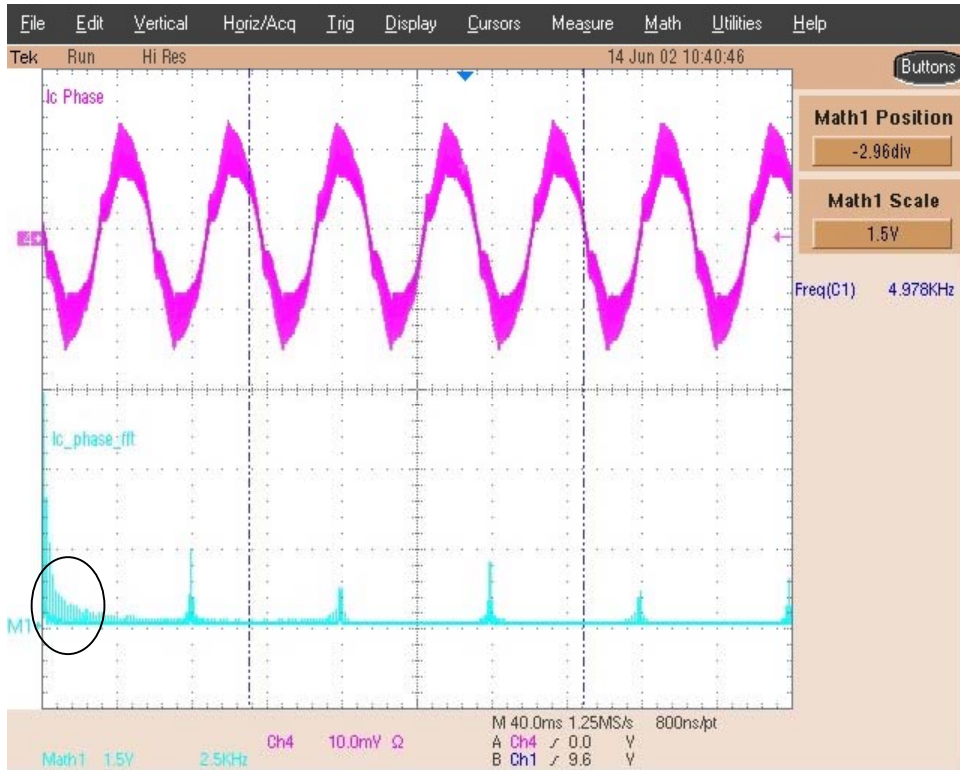 File Edit Vertical Horiz/Acq Trig Display Cursors Measure Math Utilities Help
Tek Run Hi Res 14 Jun 02 10:40:46
Buttons
Ic Phase
Math1 Position
-2.96div
Math1 Scale
1.5V
4
Freq(C1) 4.978KHz
Ic_phase_fft
M1
M 40.0ms 1.25MS/s 800ns/pt
Ch4 10.0mV Ω A Ch4 ∕ 0.0 V
Math1 1.5V 2.5KHz B Ch1 ∕ 9.6 V